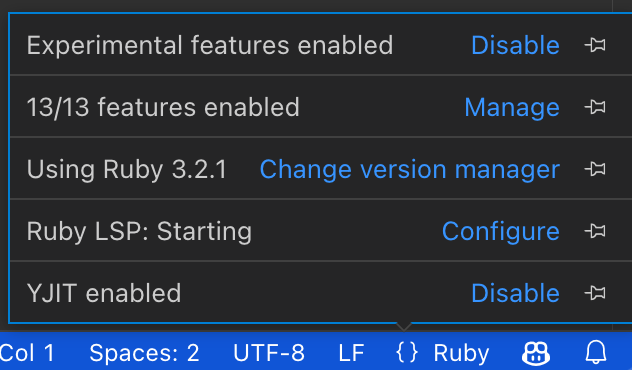 Experimental features enabled Disable
13/13 features enabled Manage
Using Ruby 3.2.1 Change version manager
Ruby LSP: Starting Configure
YJIT enabled Disable
Col 1 Spaces: 2 UTF-8 LF {} Ruby